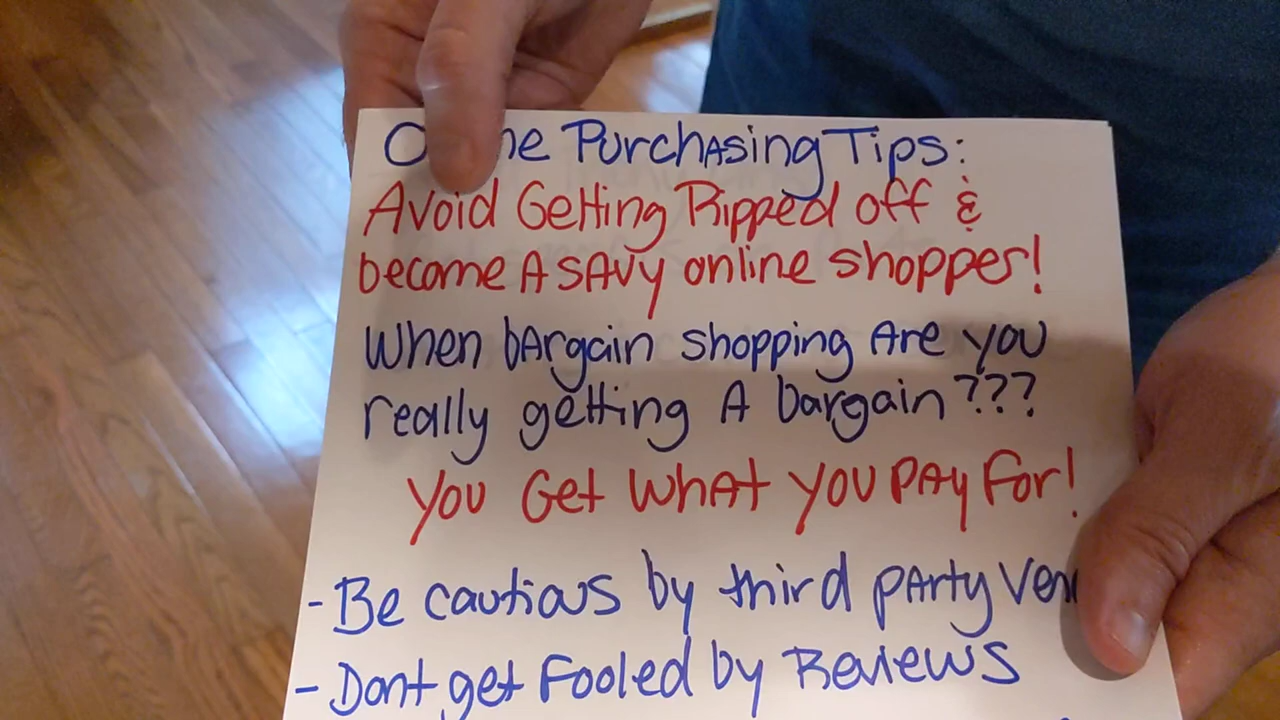 Purchasing Tips:
Avoid Getting Ripped off &
become A SAVy online shopper!
When bArgain shopping Are you
really getting A bargain???
You Get WhAt you PAy For!
- Be cautious by third pArty
- Dont get Fooled by Reviews